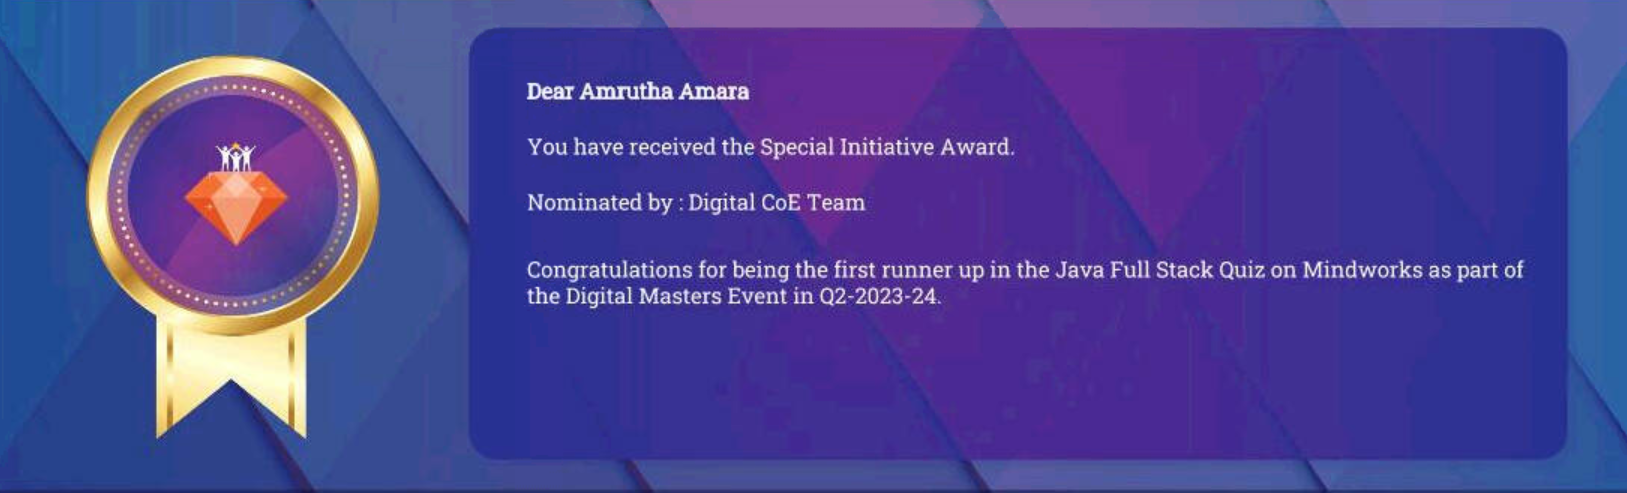 Dear Amrutha Amara
You have received the Special Initiative Award.
Nominated by : Digital CoE Team
Congratulations for being the first runner up in the Java Full Stack Quiz on Mindworks as part of
the Digital Masters Event in Q2-2023-24.